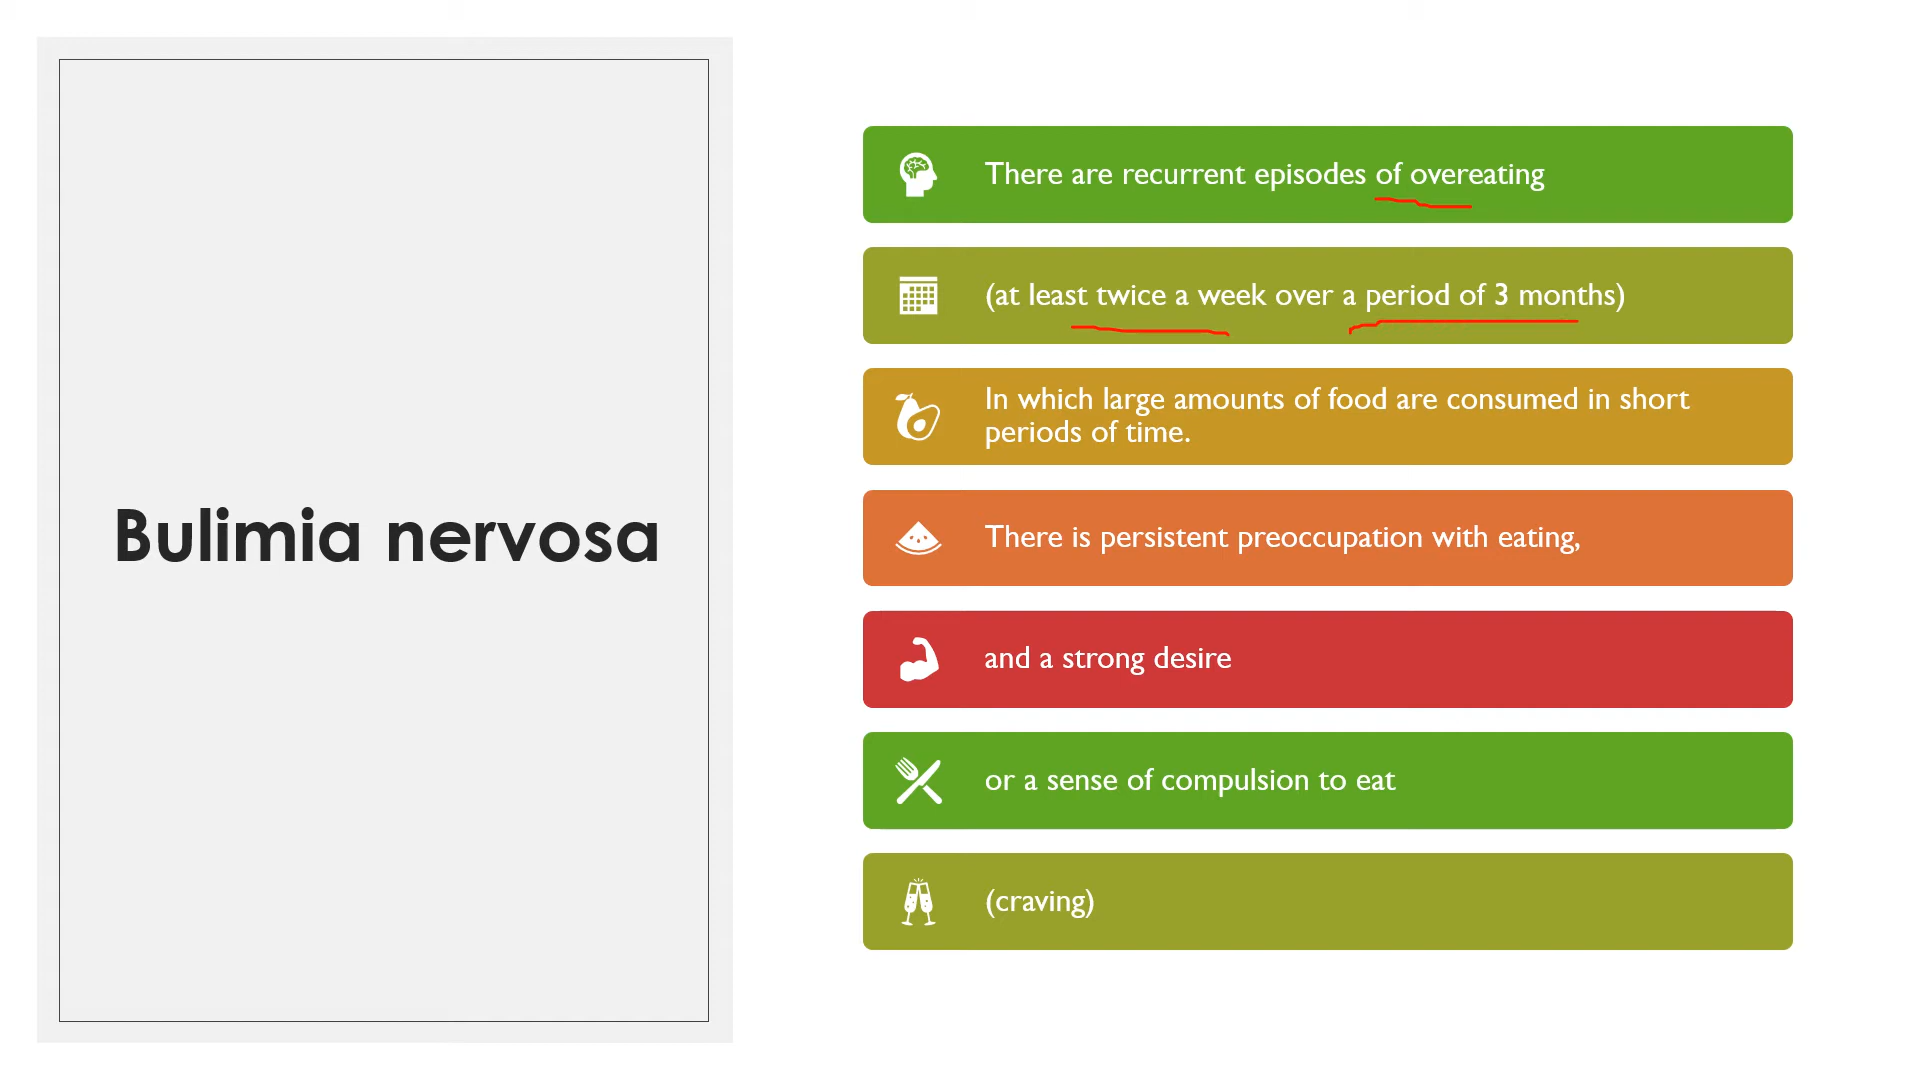 Bulimia nervosa
There are recurrent episodes of overeating
(at least twice a week over a period of 3 months)
In which large amounts of food are consumed in short
periods of time.
There is persistent preoccupation with eating,
and a strong desire
or a sense of compulsion to eat
(craving)